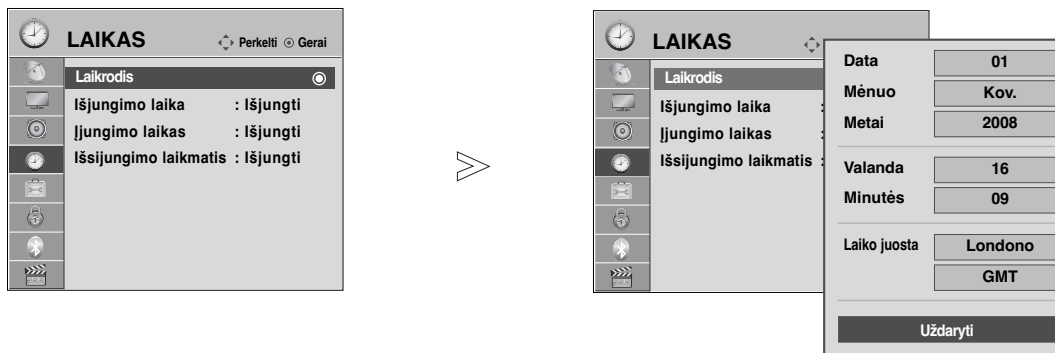 LAIKAS Perkelti Gerai
Laikrodis
Išjungimo laika : Išjungti
Įjungimo laikas : Išjungti
Išsijungimo laikmatis : Išjungti
LAIKAS
Laikrodis
Išjungimo laika :
Įjungimo laikas :
Išsijungimo laikmatis :
Data 01
Mėnuo Kov.
Metai 2008
Valanda 16
Minutės 09
Laiko juosta Londono
GMT
Uždaryti